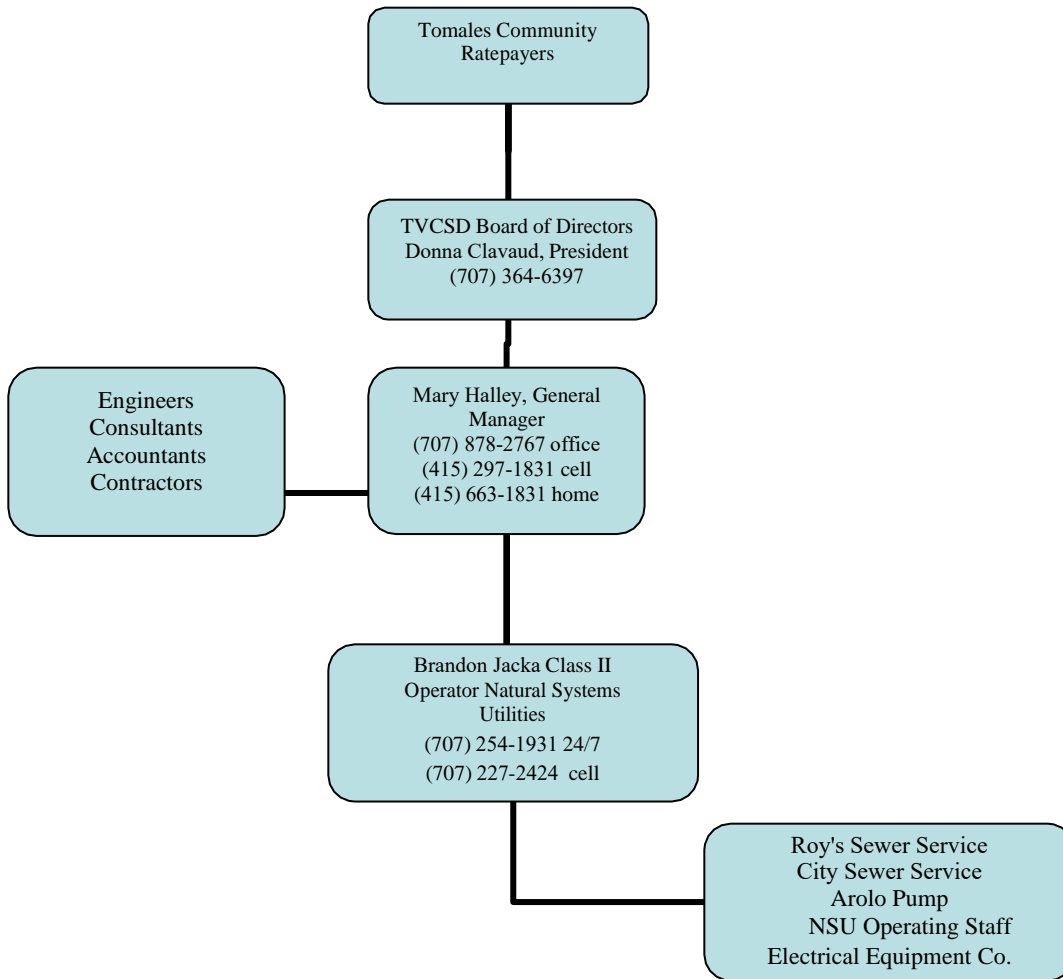 Tomales Community
Ratepayers
TVCSD Board of Directors
Donna Clavaud, President
(707) 364-6397
Engineers
Consultants
Accountants
Contractors
Mary Halley, General
Manager
(707) 878-2767 office
(415) 297-1831 cell
(415) 663-1831 home
Brandon Jacka Class II
Operator Natural Systems
Utilities
(707) 254-1931 24/7
(707) 227-2424 cell
Roy's Sewer Service
City Sewer Service
Arolo Pump
NSU Operating Staff
Electrical Equipment Co.